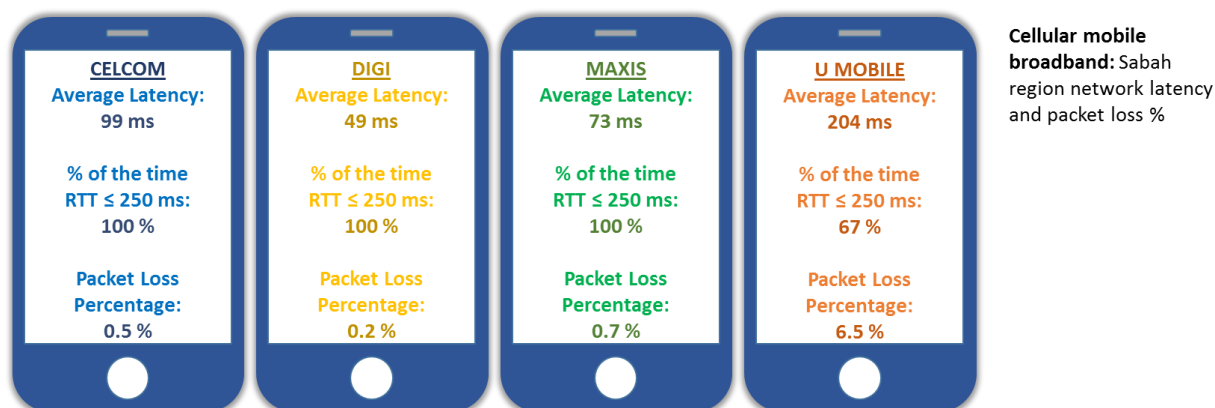 CELCOM
Average Latency:
99 ms
% of the time
RTT ≤ 250 ms:
100 %
Packet Loss
Percentage:
0.5 %
DIGI
Average Latency:
49 ms
% of the time
RTT ≤ 250 ms:
100 %
Packet Loss
Percentage:
0.2 %
MAXIS
Average Latency:
73 ms
% of the time
RTT ≤ 250 ms:
100 %
Packet Loss
Percentage:
0.7 %
U MOBILE
Average Latency:
204 ms
% of the time
RTT ≤ 250 ms:
67 %
Packet Loss
Percentage:
6.5 %
Cellular mobile
broadband: Sabah
region network latency
and packet loss %